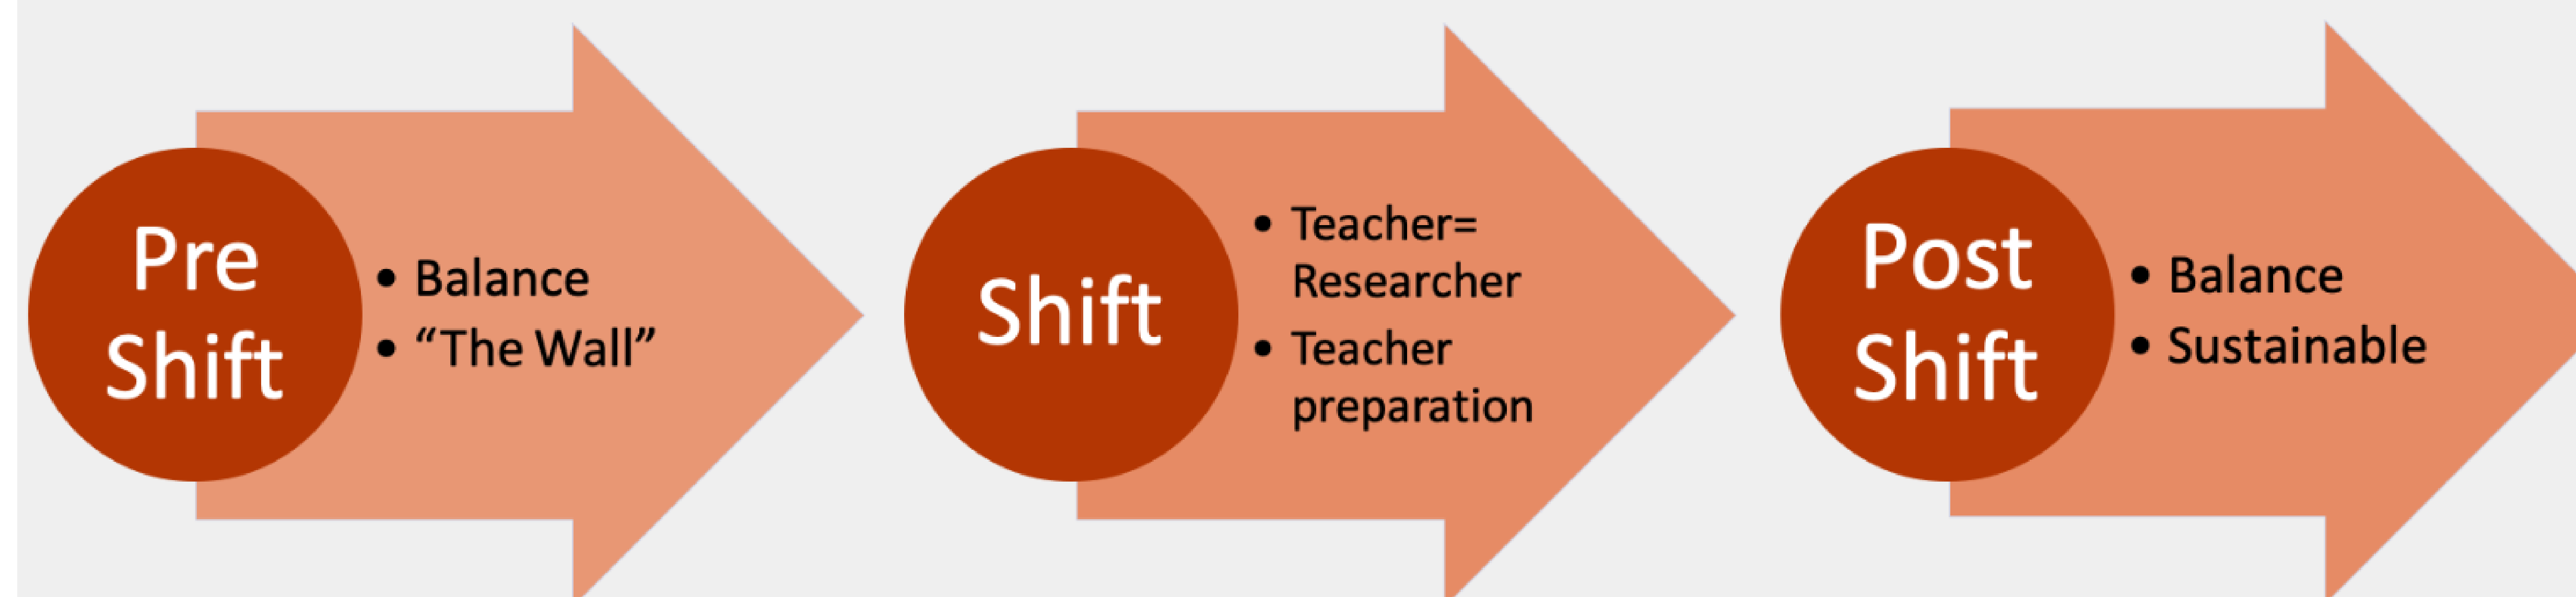 Pre
Shift
• Balance
• “The Wall”
Shift
• Teacher=
Researcher
• Teacher
preparation
Post
Shift
• Balance
• Sustainable